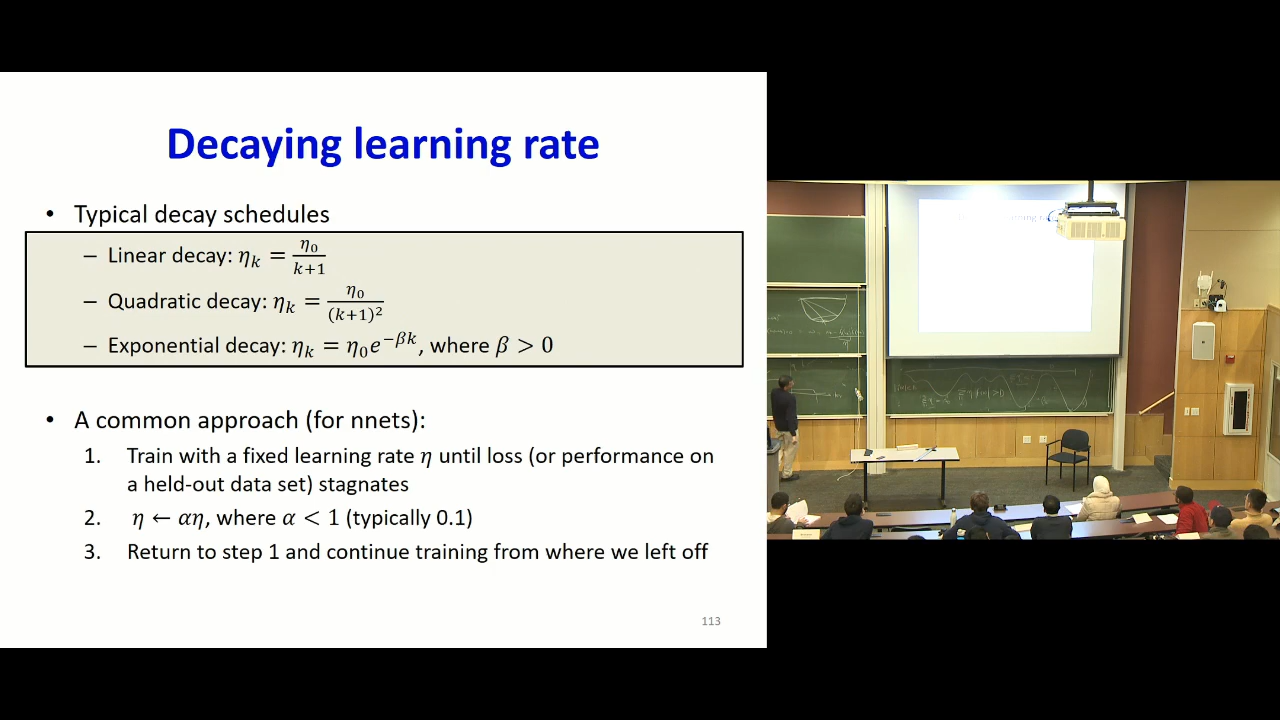 Decaying learning rate
• Typical decay schedules
– Linear decay: η_k = η_0 / (k+1)
– Quadratic decay: η_k = η_0 / (k+1)^2
– Exponential decay: η_k = η_0 e^{−βk}, where β > 0
• A common approach (for nnets):
1. Train with a fixed learning rate η until loss (or performance on
a held-out data set) stagnates
2. η ← αη, where α < 1 (typically 0.1)
3. Return to step 1 and continue training from where we left off
113